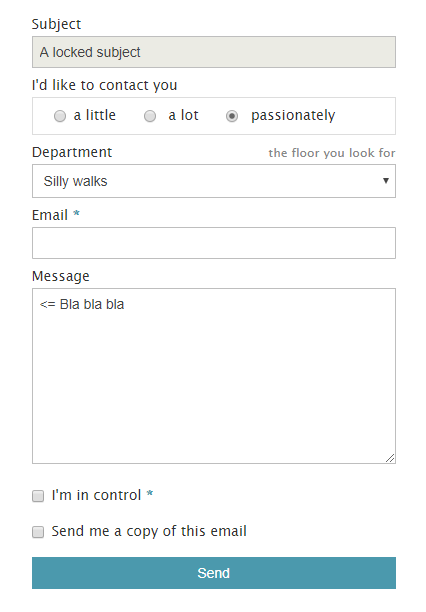 Subject
A locked subject
I'd like to contact you
a little a lot passionately
Department the floor you look for
Silly walks
Email *
Message
<= Bla bla bla
I'm in control *
Send me a copy of this email
Send